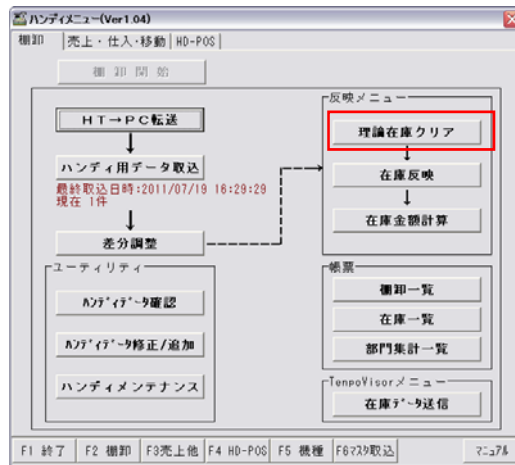 ハンディメニュー(Ver1.04)
棚卸 売上・仕入・移動 HD-POS
棚 卸 開 始
HT→PC転送
ハンディ用データ取込
最終取込日時:2011/07/19 16:29:29
現在 1件
差分調整
反映メニュー
理論在庫クリア
在庫反映
在庫金額計算
ユーティリティ
ハンディデータ確認
ハンディデータ修正/追加
ハンディメンテナンス
帳票
棚卸一覧
在庫一覧
部門集計一覧
TenpoVisorメニュー
在庫データ送信
F1 終了 F2 棚卸 F3売上他 F4 HD-POS F5 機種 F6マスタ取込 マニュアル